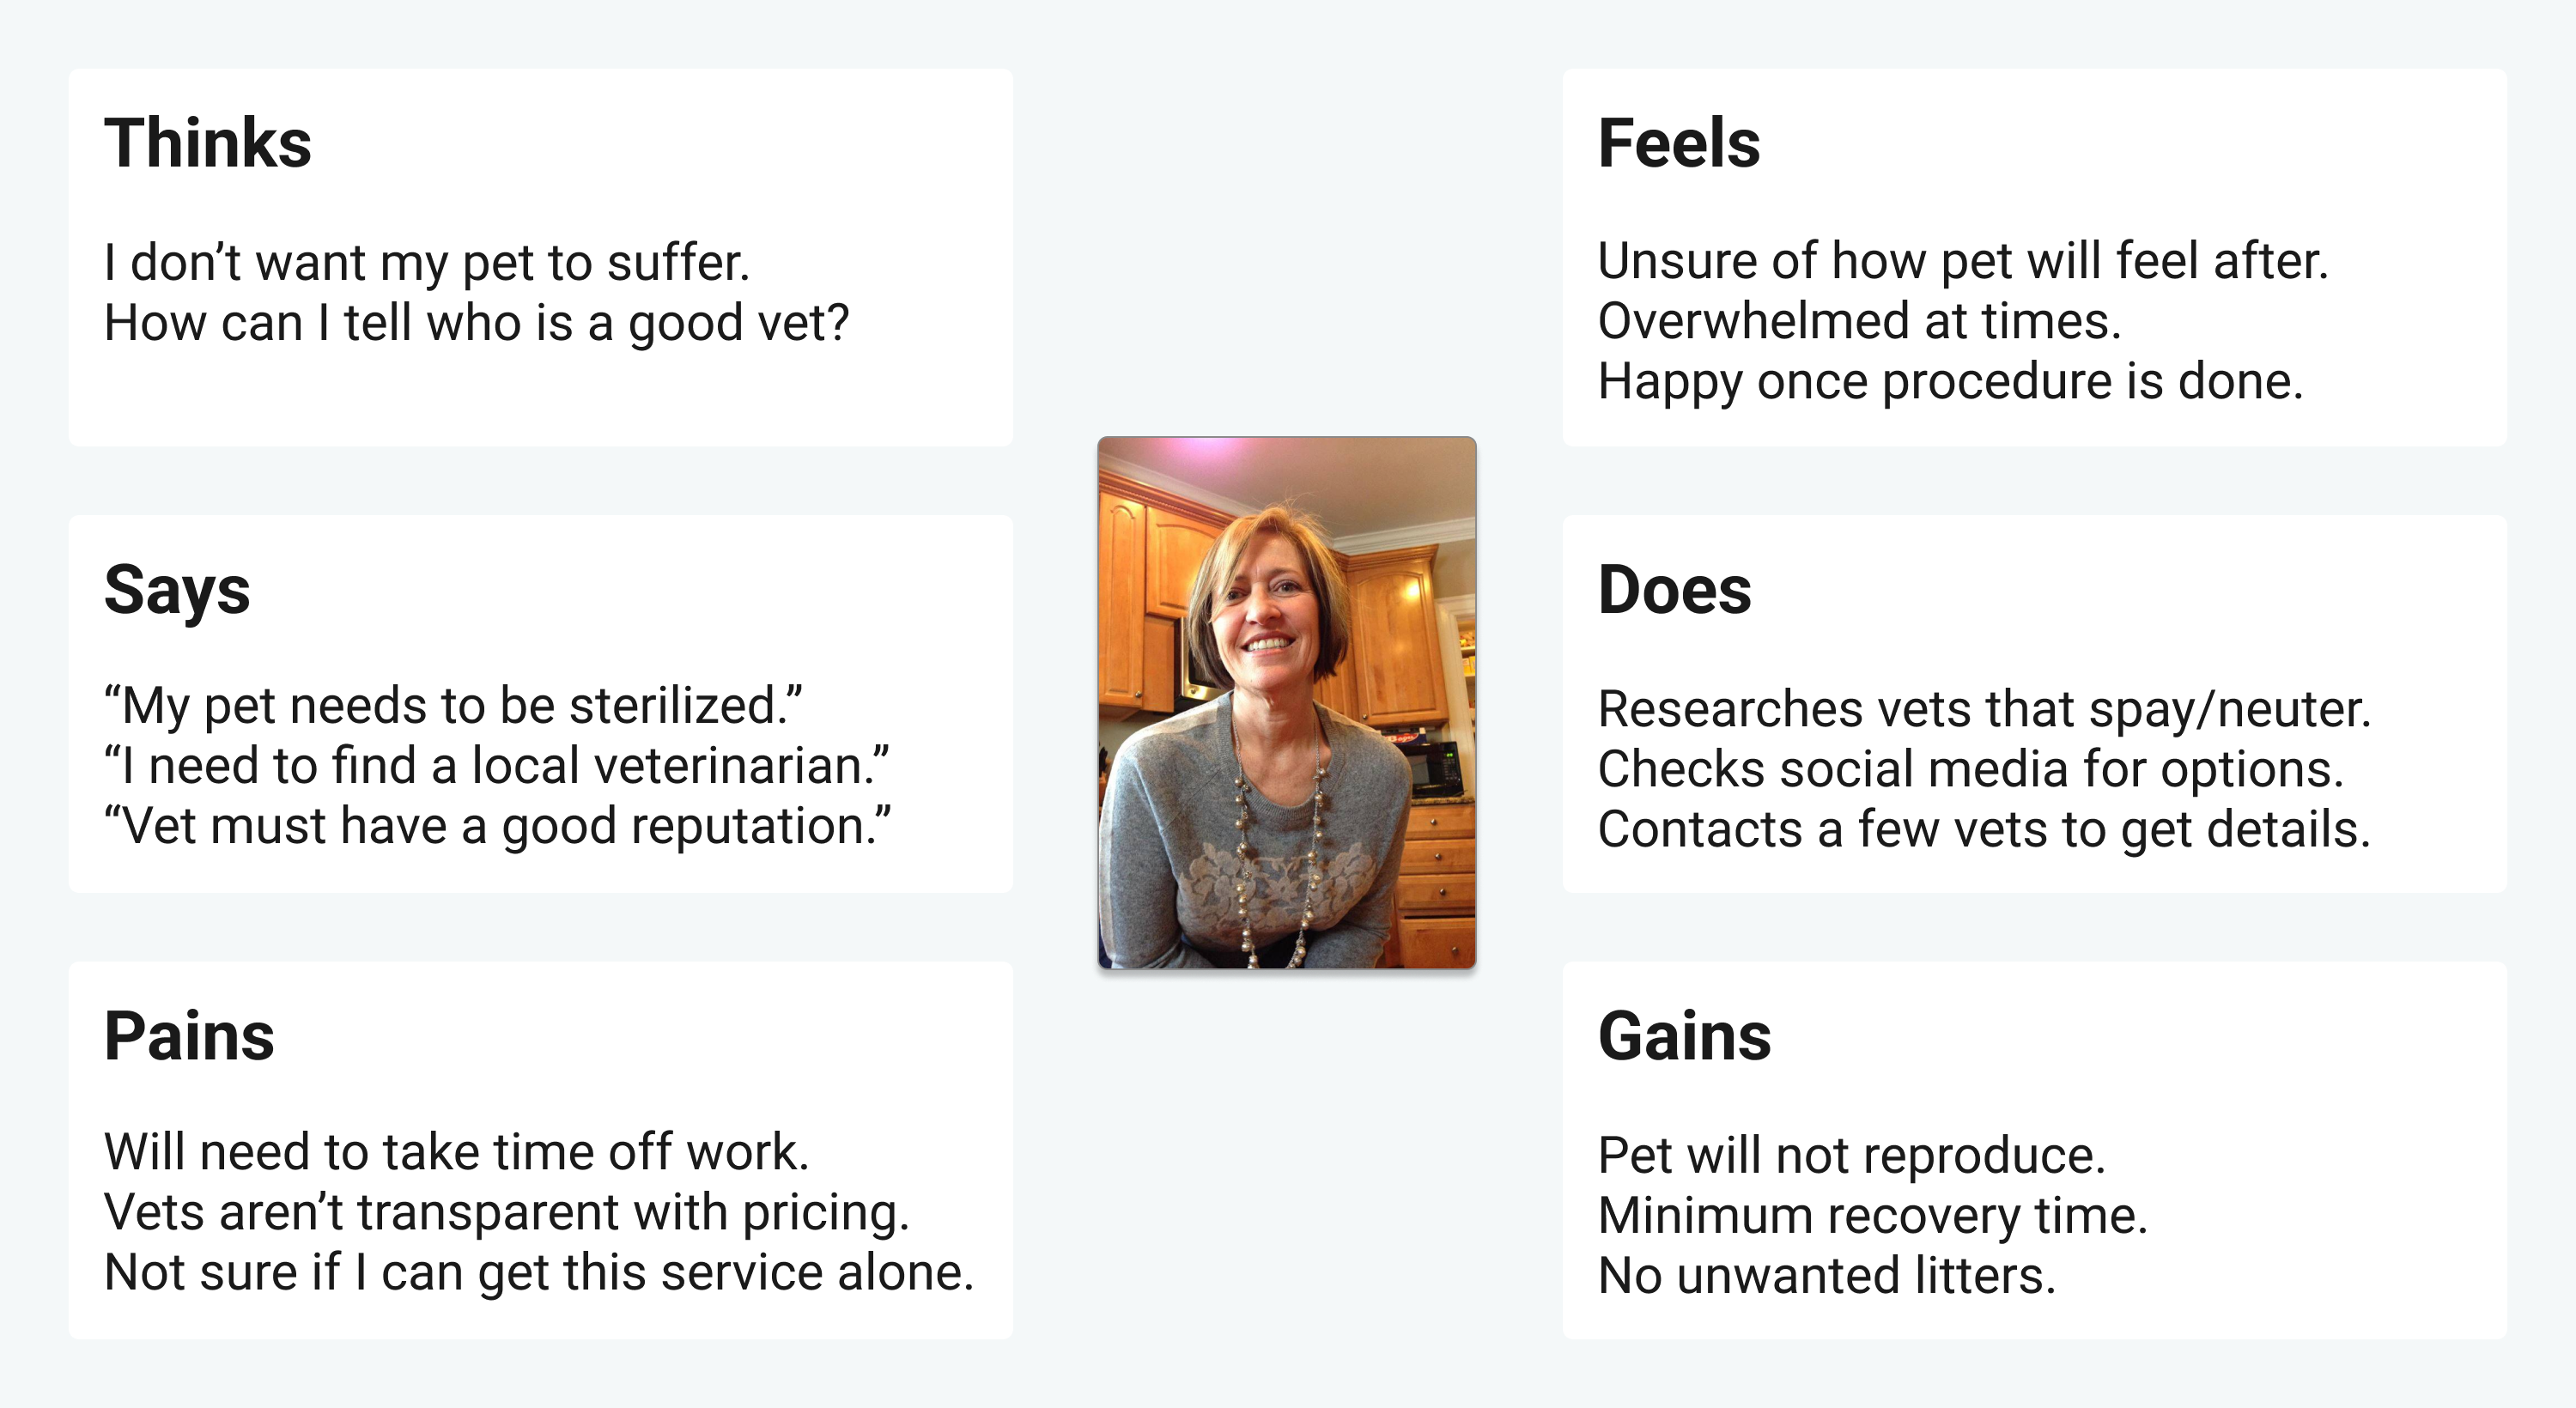 Thinks
I don’t want my pet to suffer.
How can I tell who is a good vet?
Feels
Unsure of how pet will feel after.
Overwhelmed at times.
Happy once procedure is done.
Says
“My pet needs to be sterilized.”
“I need to find a local veterinarian.”
“Vet must have a good reputation.”
Does
Researches vets that spay/neuter.
Checks social media for options.
Contacts a few vets to get details.
Pains
Will need to take time off work.
Vets aren’t transparent with pricing.
Not sure if I can get this service alone.
Gains
Pet will not reproduce.
Minimum recovery time.
No unwanted litters.